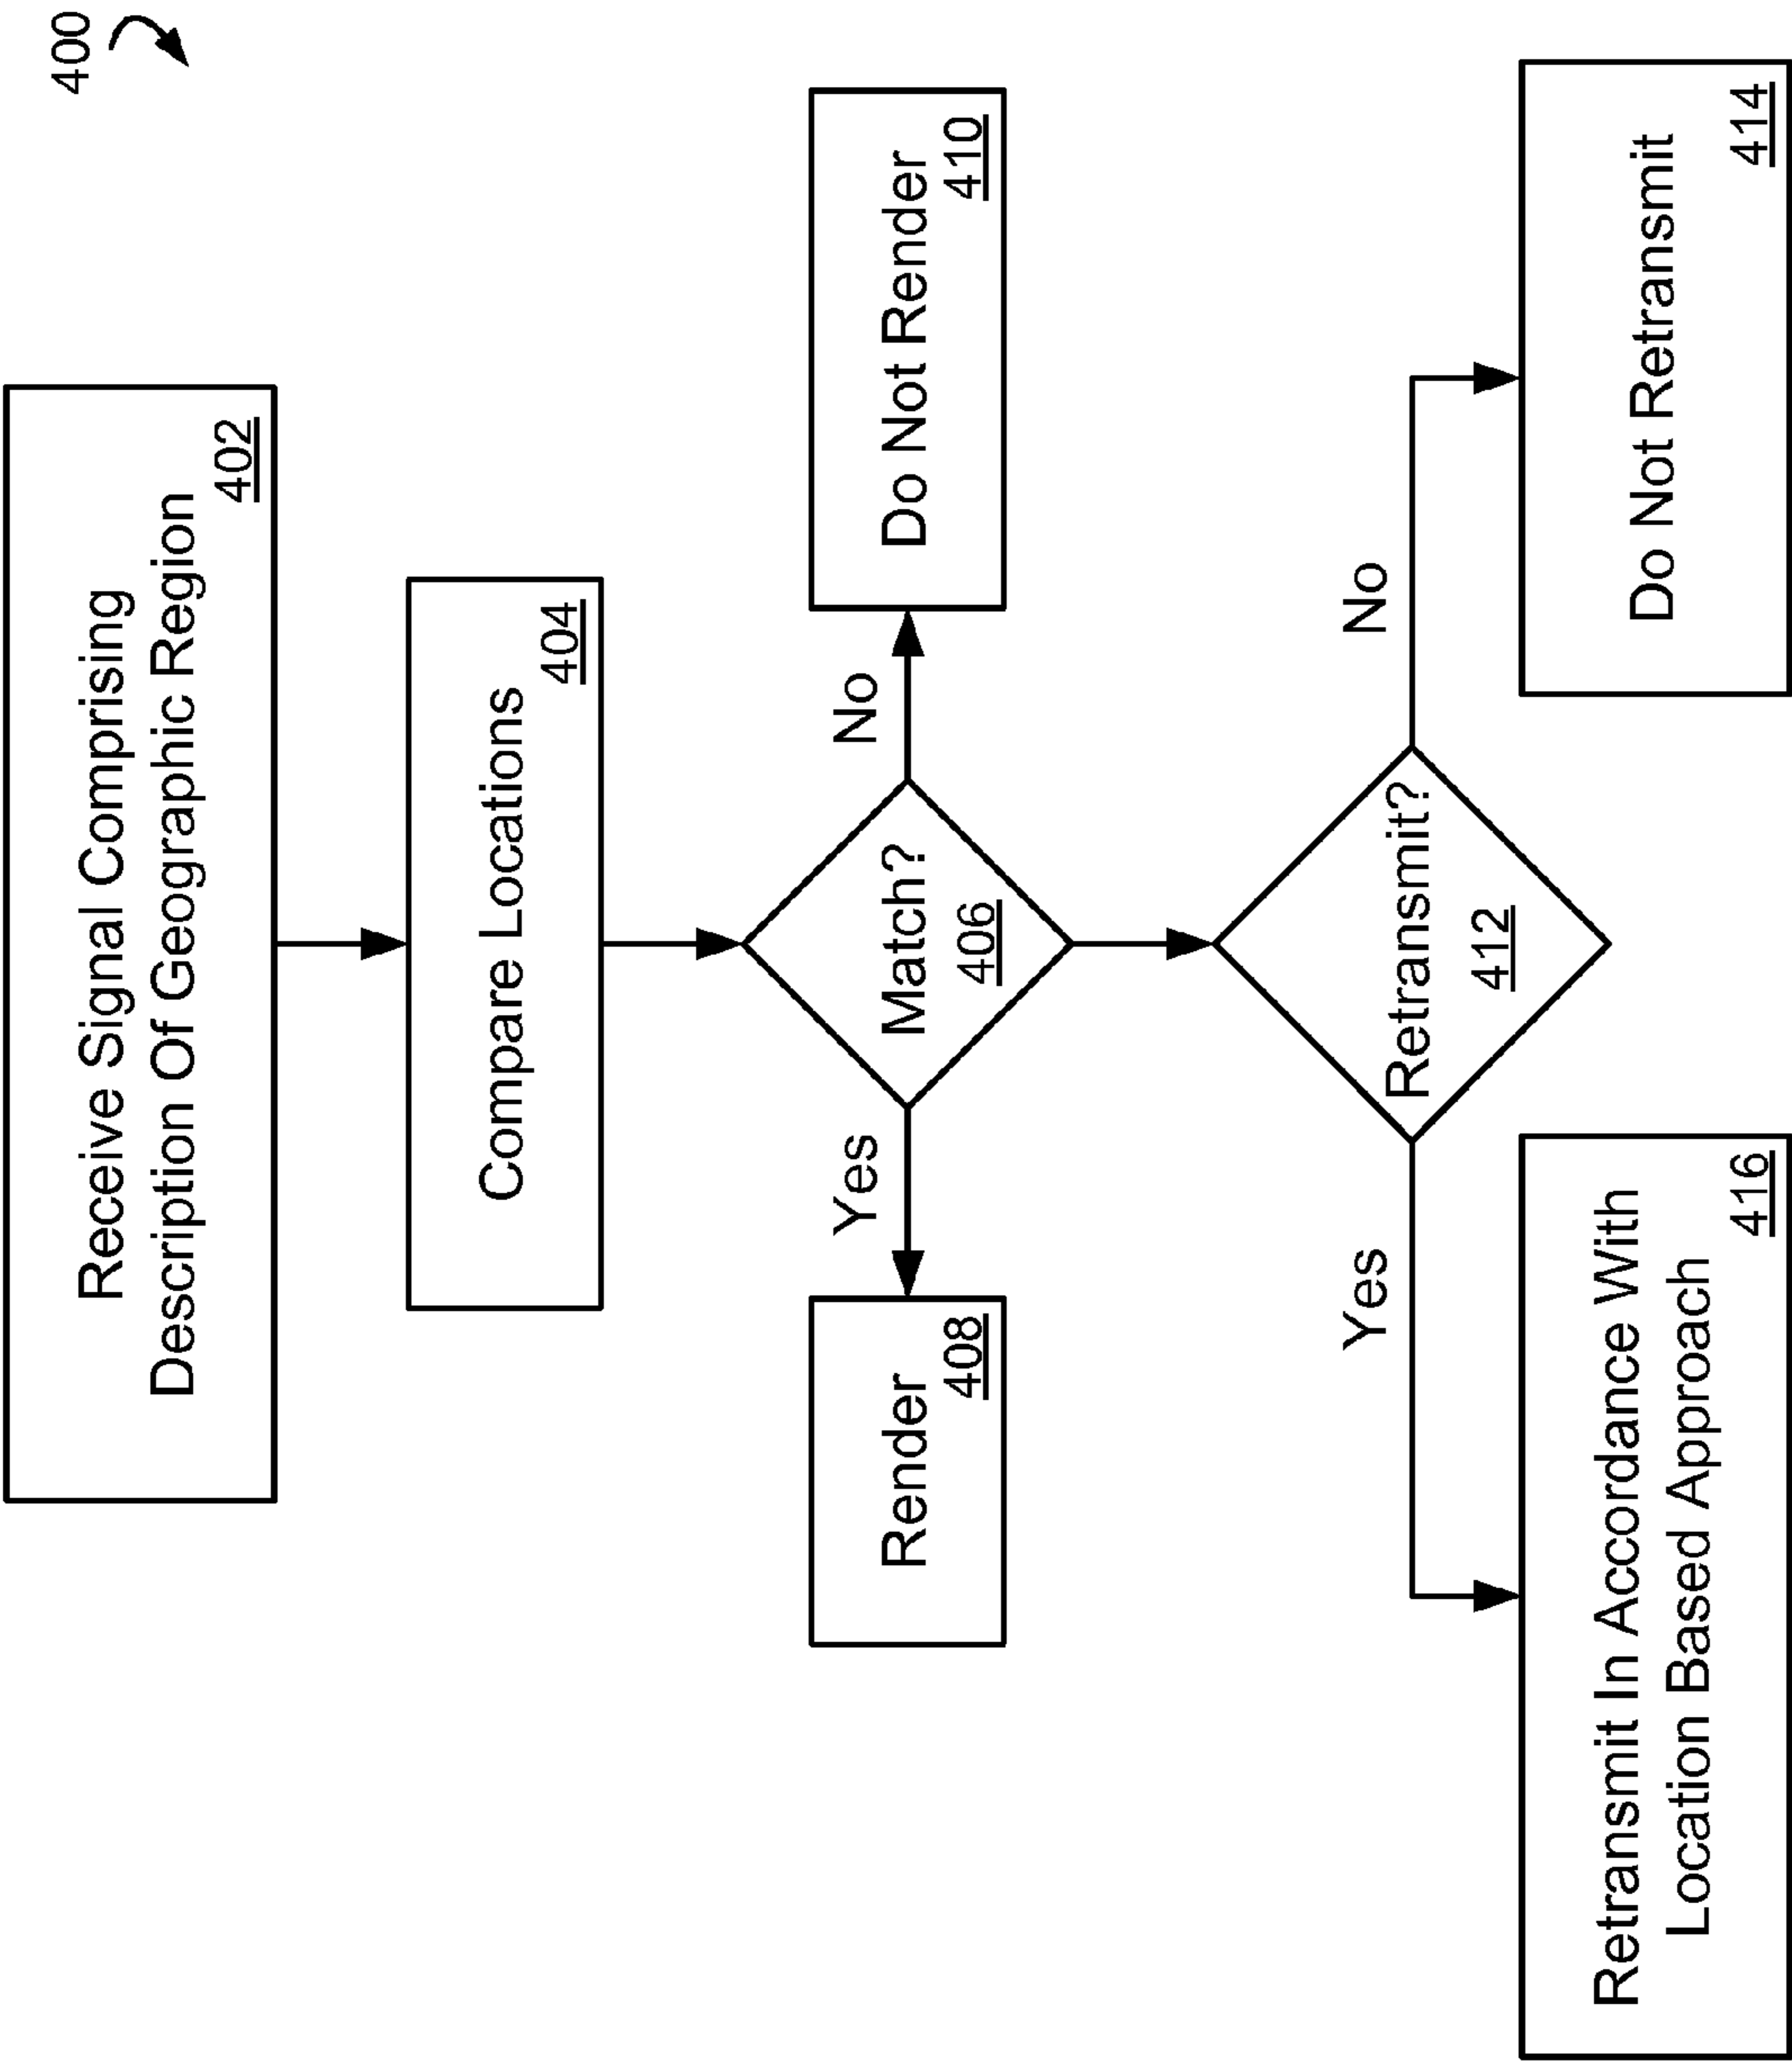 400
Receive Signal Comprising
Description Of Geographic Region
402
Compare Locations
404
Match?
406
Yes
No
Render
408
Do Not Render
410
Retransmit?
412
Yes
No
Retransmit In Accordance With
Location Based Approach
416
Do Not Retransmit
414